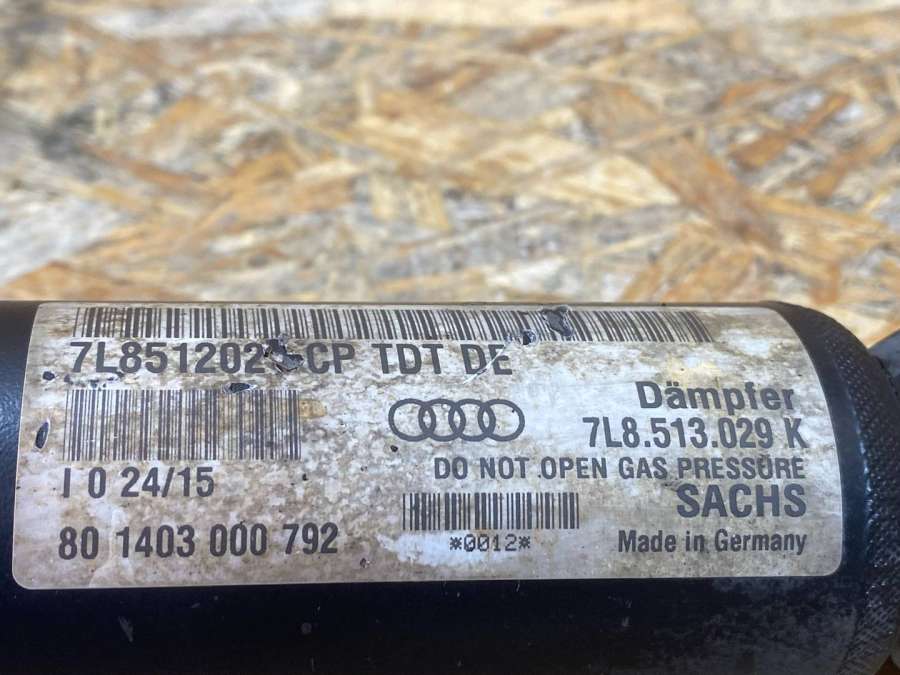 7L851202 CP TDT DE
Dämpfer
7L8.513.029 K
DO NOT OPEN GAS PRESSURE
I 0 24/15
SACHS
80 1403 000 792
*0012*
Made in Germany